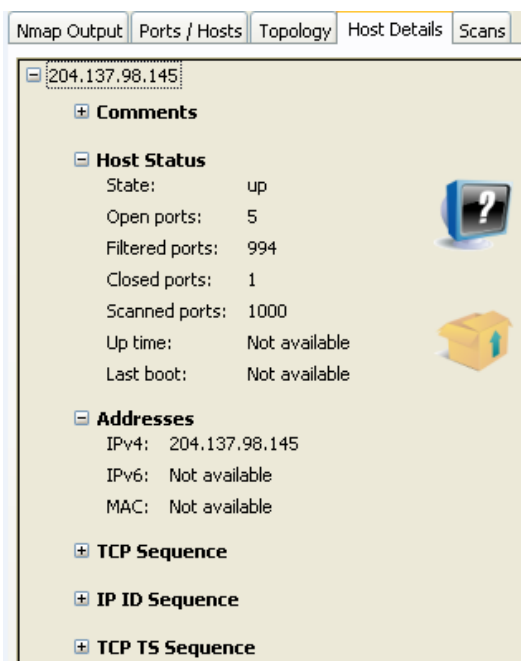 Nmap Output Ports / Hosts Topology Host Details Scans
204.137.98.145
Comments
Host Status
State: up
Open ports: 5
Filtered ports: 994
Closed ports: 1
Scanned ports: 1000
Up time: Not available
Last boot: Not available
Addresses
IPv4: 204.137.98.145
IPv6: Not available
MAC: Not available
TCP Sequence
IP ID Sequence
TCP TS Sequence